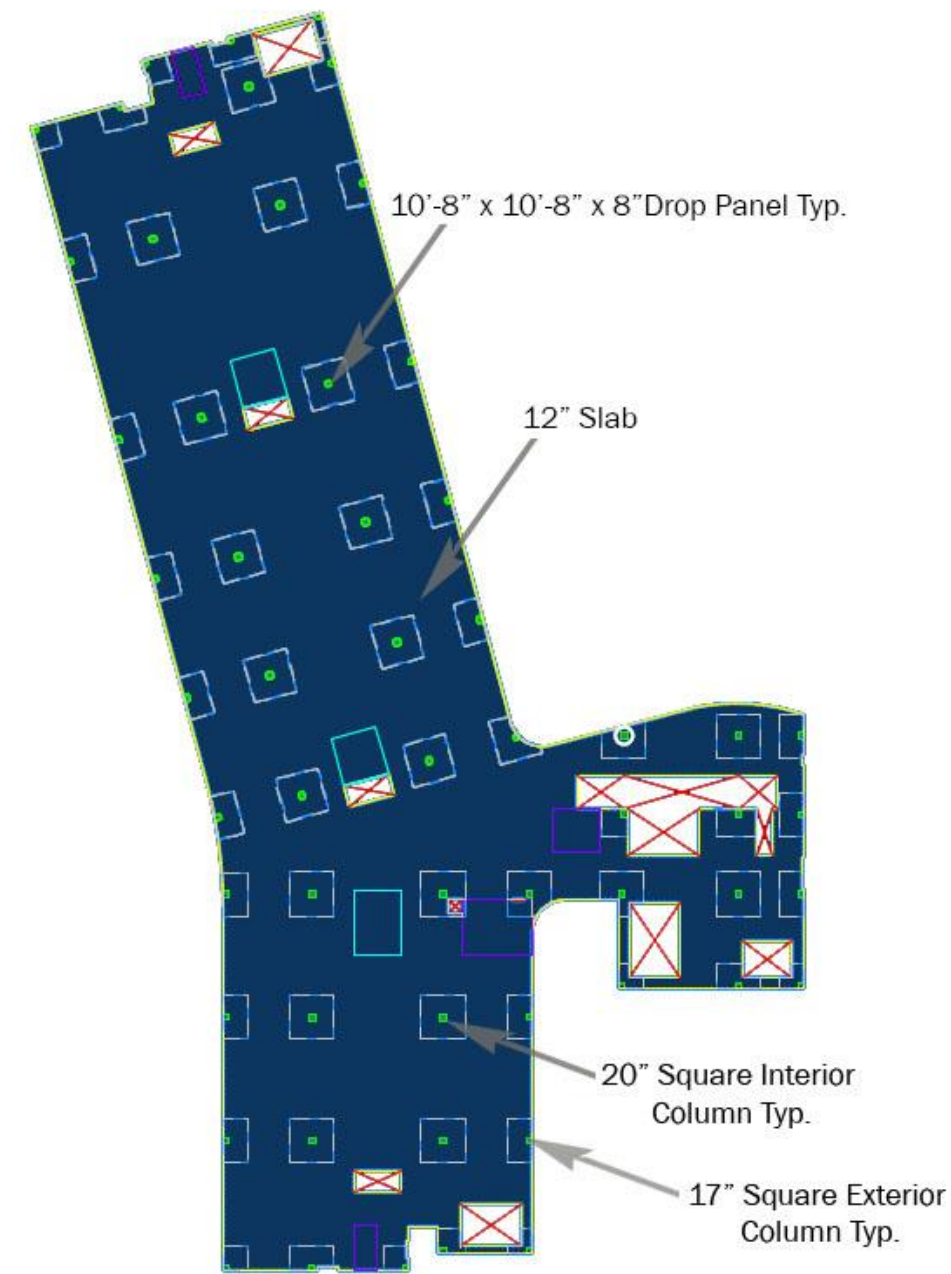 10’-8” x 10’-8” x 8”Drop Panel Typ.
12” Slab
20” Square Interior
Column Typ.
17” Square Exterior
Column Typ.